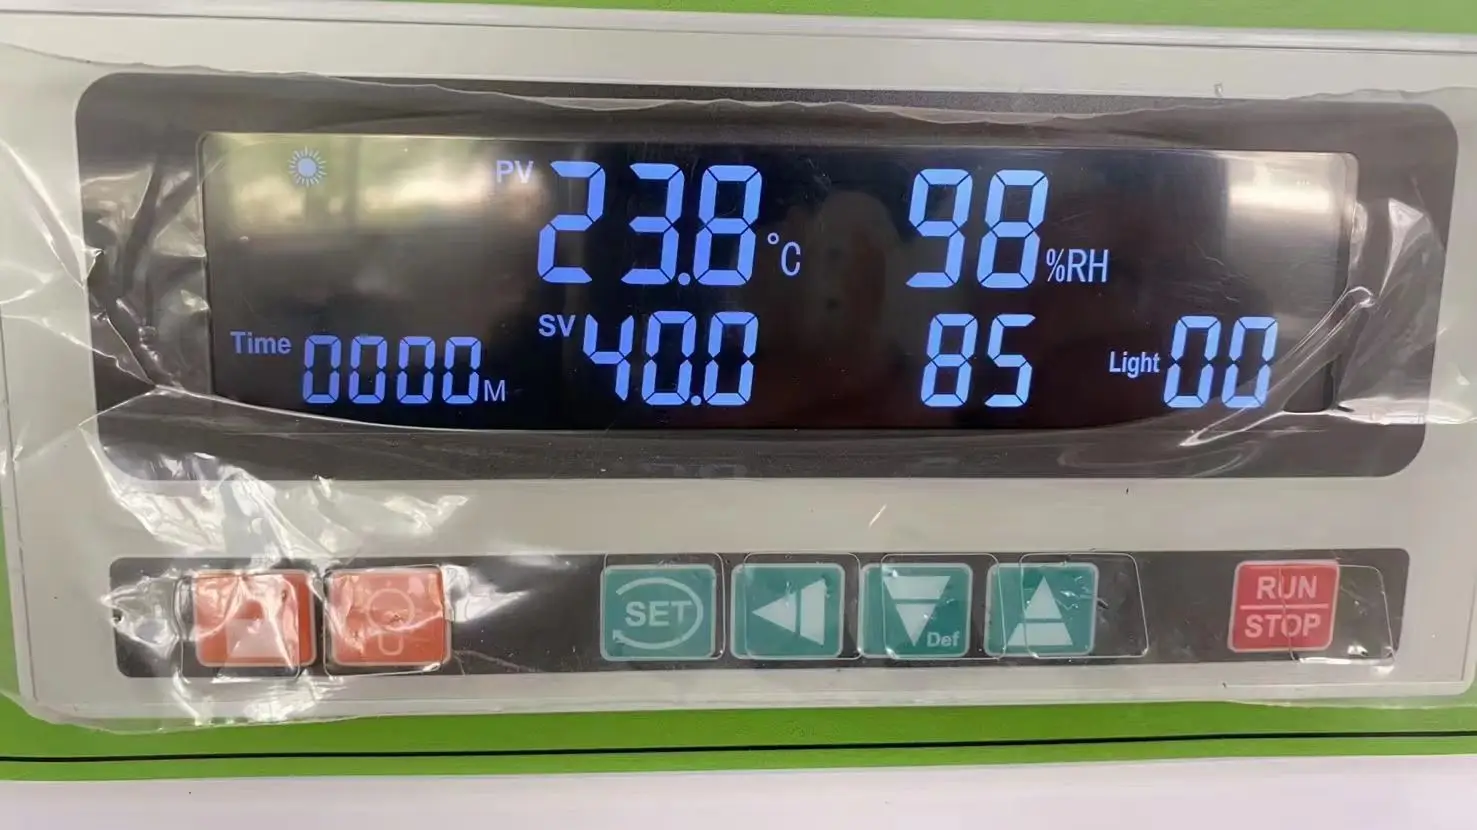 PV 23.8 °C 98 %RH
Time 0000 M SV 40.0 85 Light 00
SET Def RUN
STOP